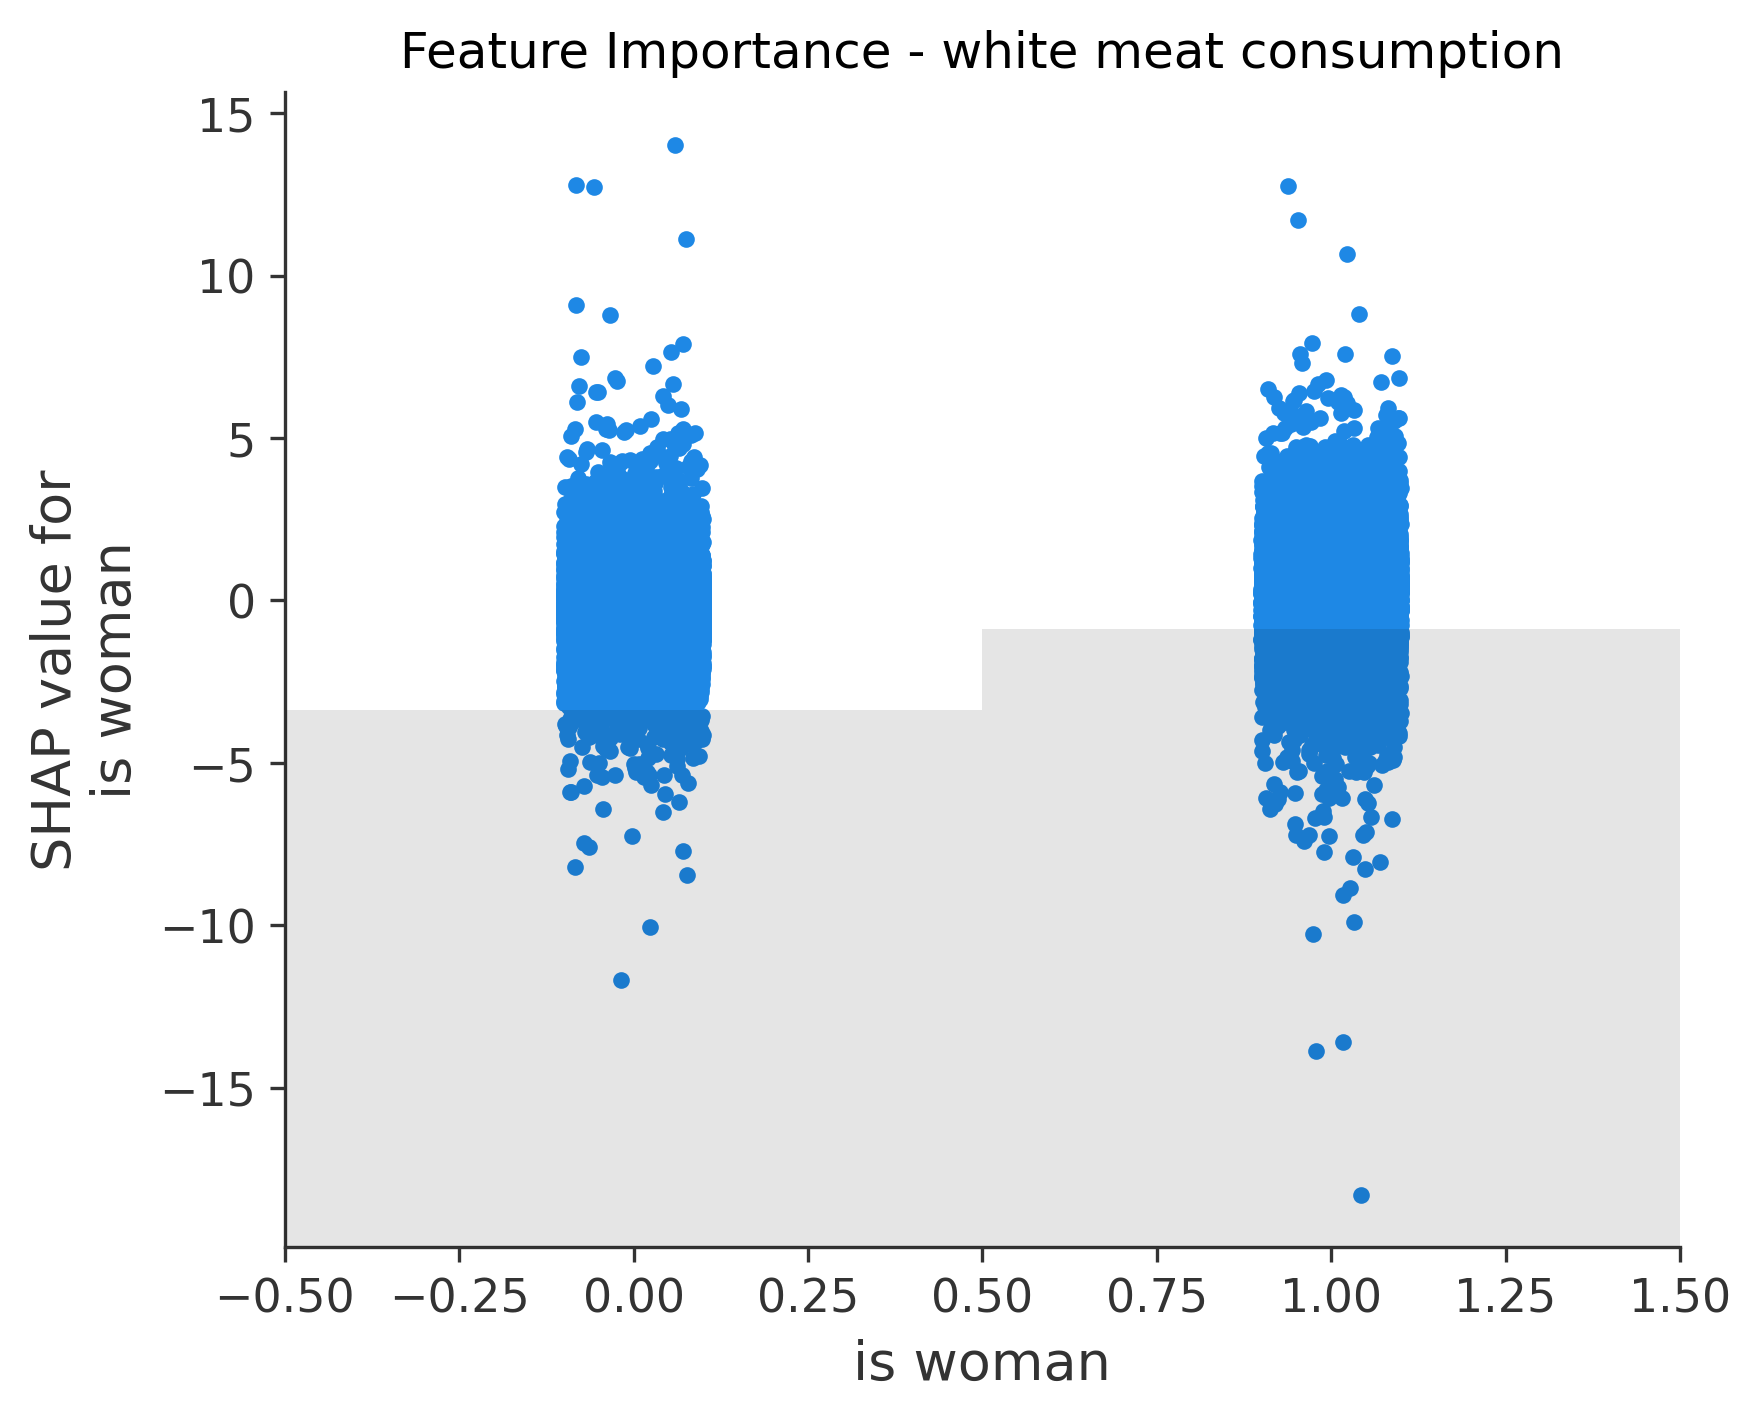 Feature Importance - white meat consumption
15
10
5
0
−5
−10
−15
SHAP value for
is woman
−0.50 −0.25 0.00 0.25 0.50 0.75 1.00 1.25 1.50
is woman